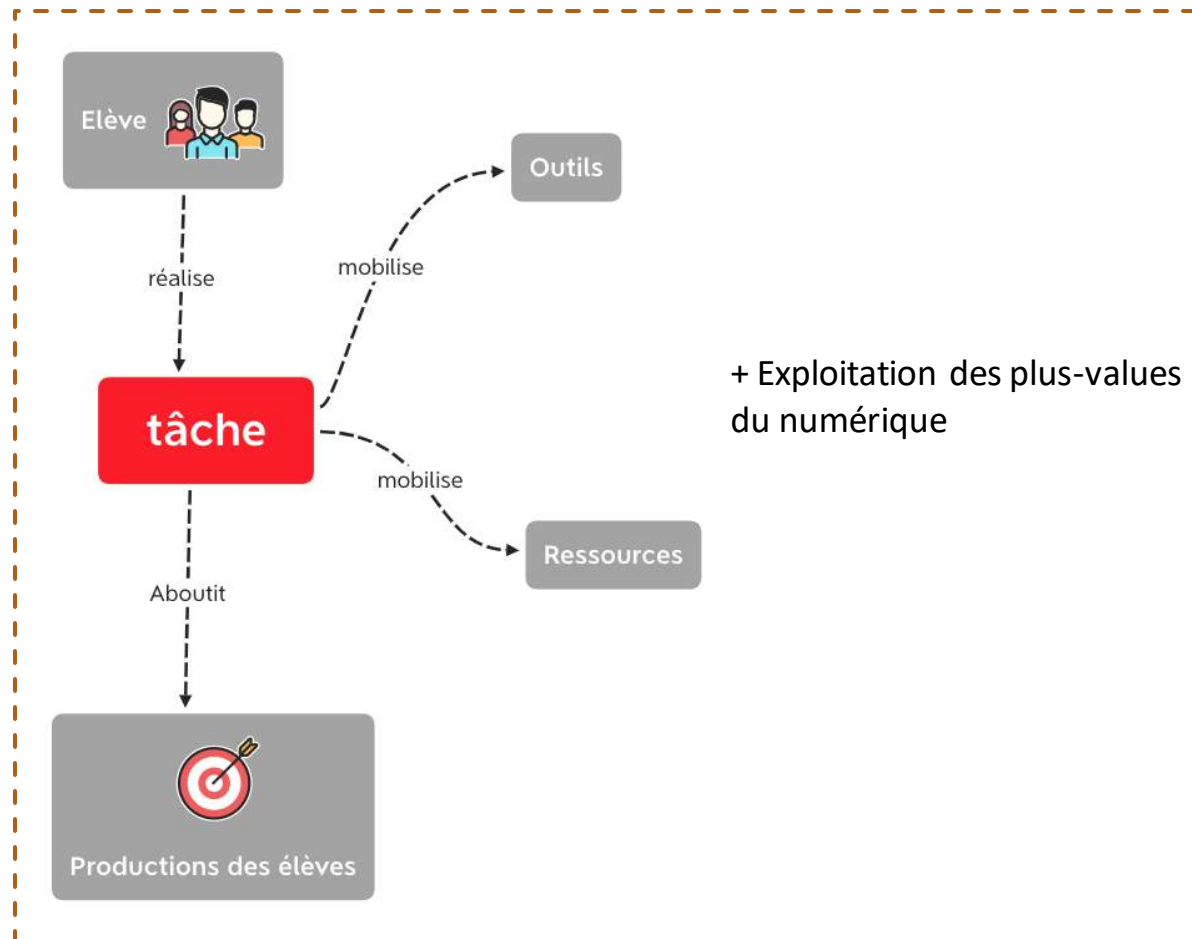 Elève
Outils
mobilise
réalise
+ Exploitation des plus-values
du numérique
tâche
mobilise
Ressources
Aboutit
Productions des élèves